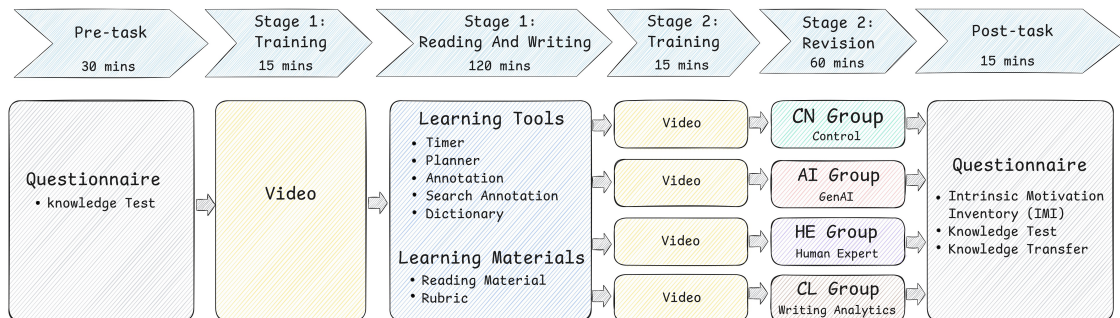 Pre-task
30 mins
Stage 1:
Training
15 mins
Stage 1:
Reading And Writing
120 mins
Stage 2:
Training
15 mins
Stage 2:
Revision
60 mins
Post-task
15 mins
Questionnaire
• knowledge Test
Video
Learning Tools
• Timer
• Planner
• Annotation
• Search Annotation
• Dictionary
Learning Materials
• Reading Material
• Rubric
Video
Video
Video
Video
CN Group
Control
AI Group
GenAI
HE Group
Human Expert
CL Group
Writing Analytics
Questionnaire
• Intrinsic Motivation
Inventory (IMI)
• Knowledge Test
• Knowledge Transfer